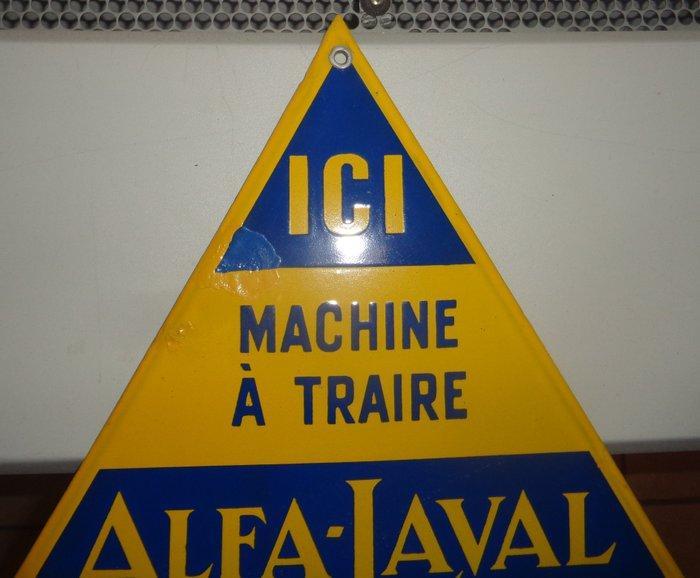 ICI
MACHINE
À TRAIRE
ALFA-LAVAL